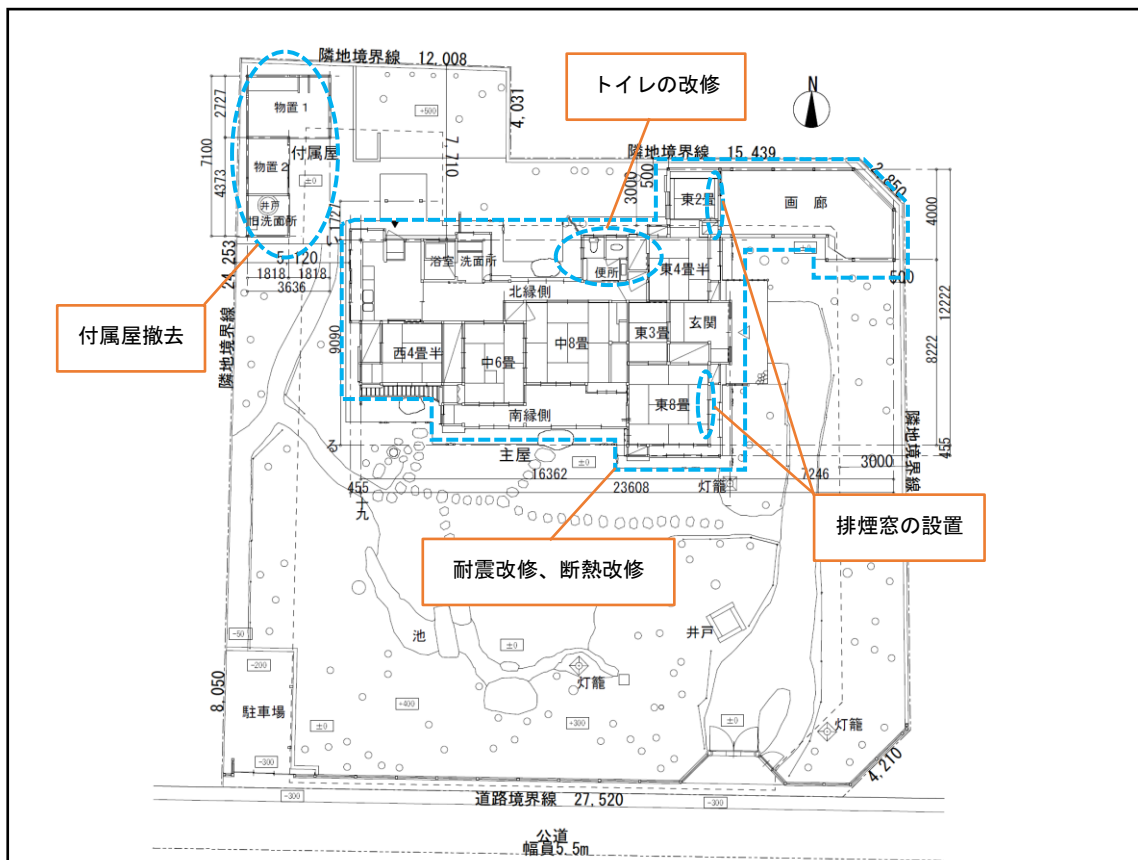 隣地境界線 12,008
トイレの改修
N
2727
物置1
+500
4,031
付属屋
7100
7,710
隣地境界線 15,439
2,850
4373
物置2
±0
500
3000
東2畳
画 廊
4000
井戸
旧洗面所
1,727
±0
5,120
浴室
洗面所
便所
東4畳半
500
24,253
1818
1818
3636
北縁側
12222
付属屋撤去
隣地境界線
9090
西4畳半
中6畳
中8畳
東3畳
玄関
8222
東8畳
南縁側
主屋
±0
隣地境界線
455
16362
7246
3000
455
23608
灯籠
排煙窓の設置
耐震改修、断熱改修
池
±0
井戸
-50
-200
灯籠
8,050
駐車場
±0
+400
+300
±0
灯籠
-300
4,210
-300
道路境界線 27,520
-300
公道
幅員5.5m